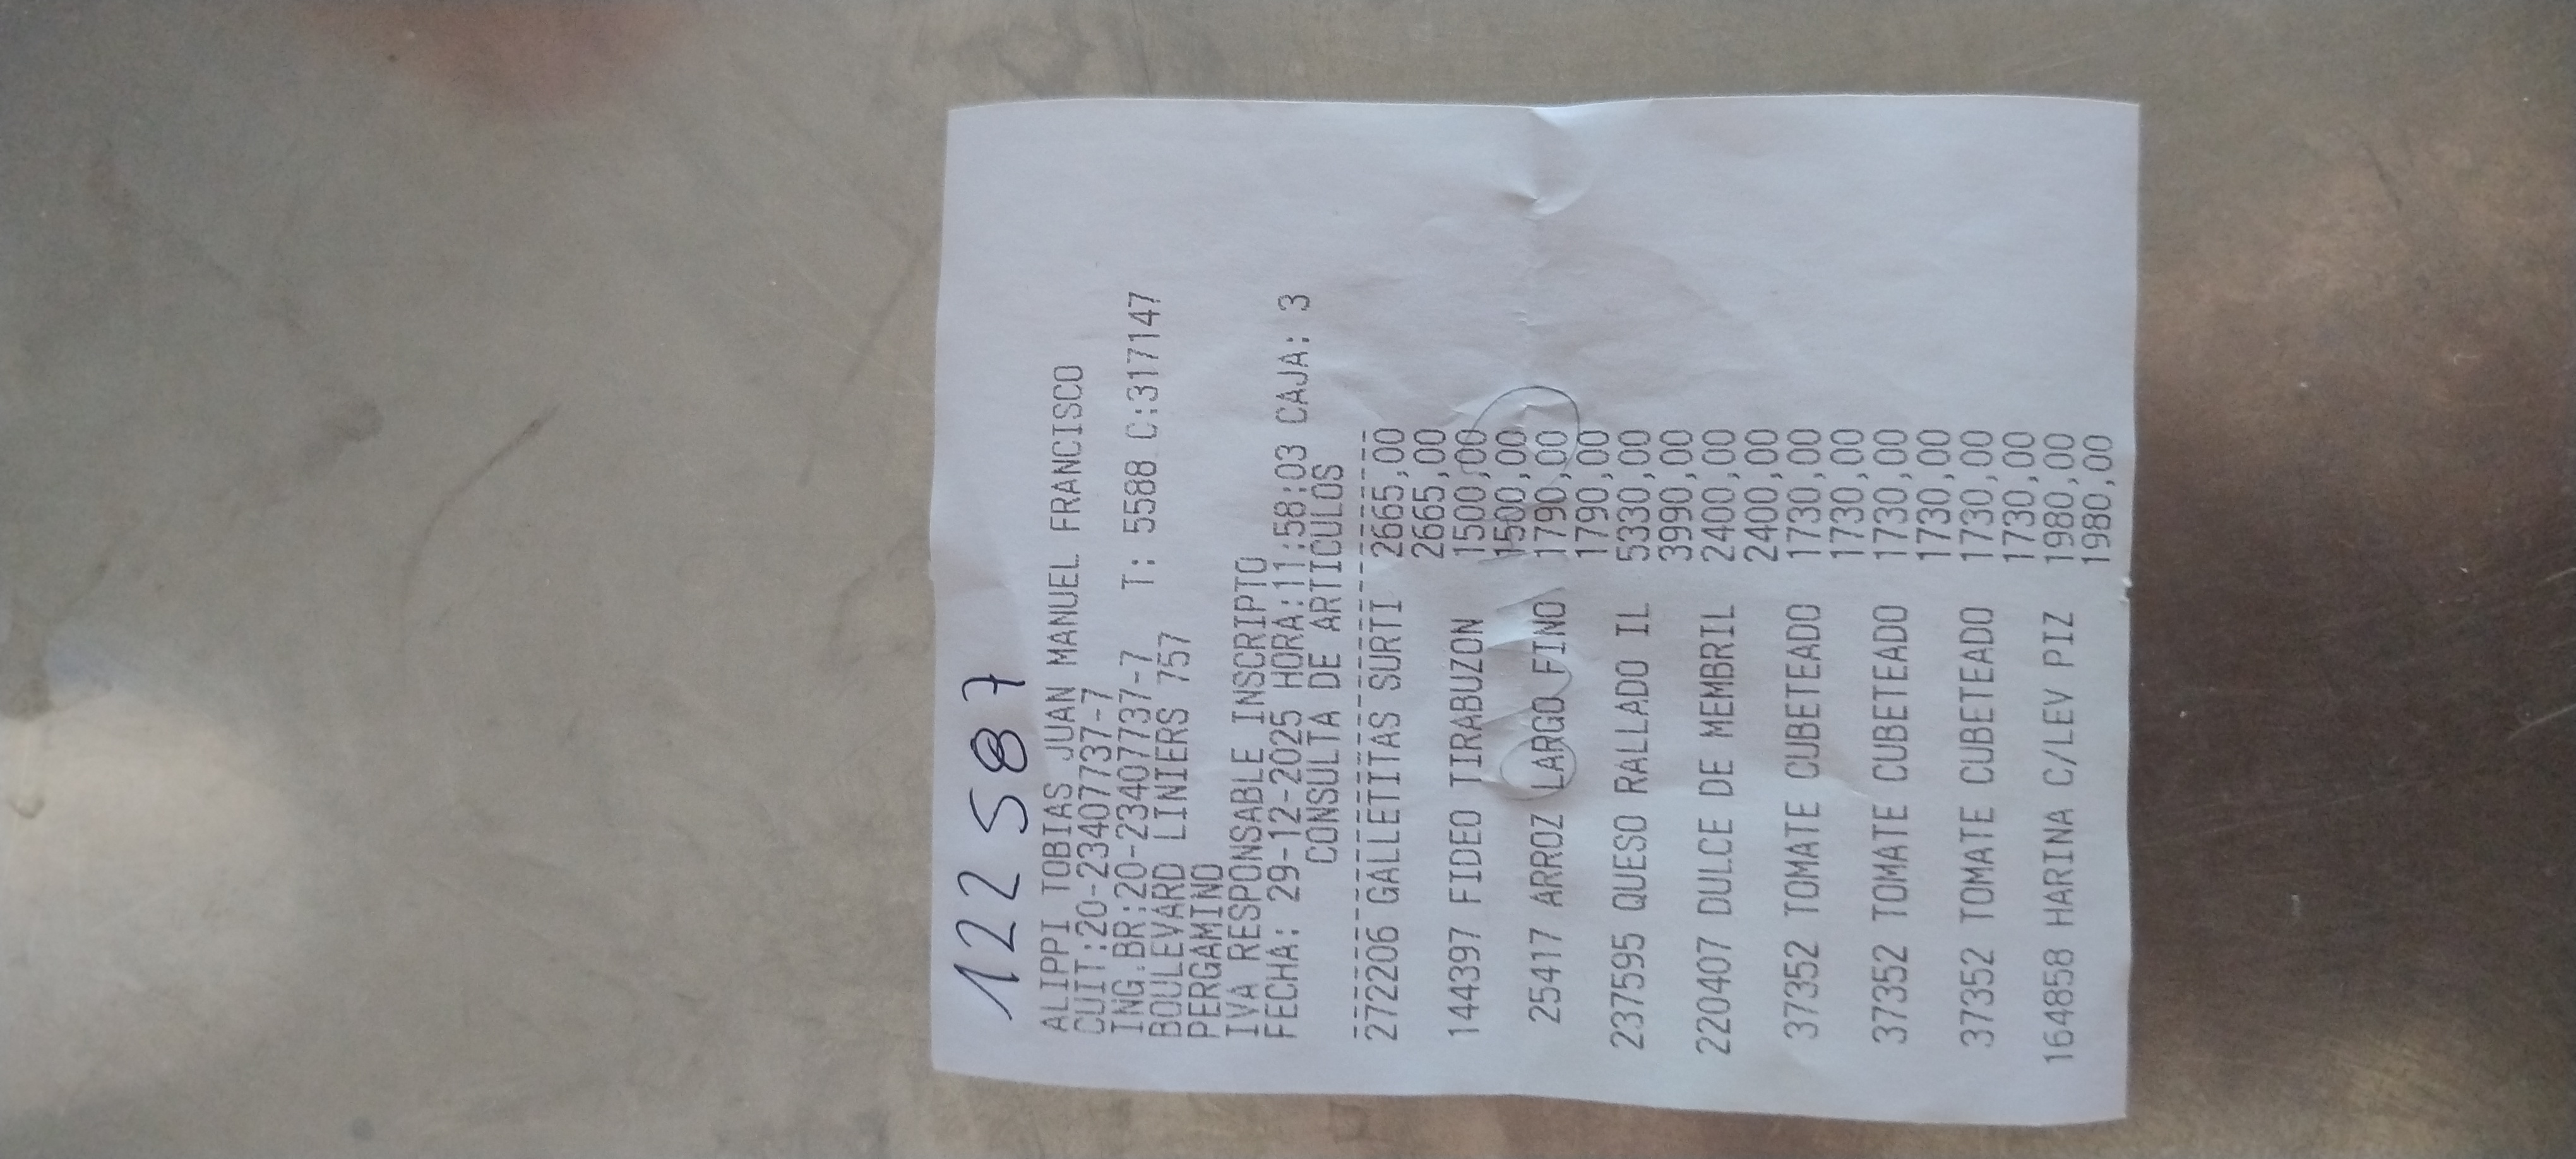 122587
ALIPPI TOBIAS JUAN MANUEL FRANCISCO
CUIT:20-23407737-7
ING.BR:20-23407737-7 T: 5588 C:317147
BOULEVARD LINIERS 757
PERGAMINO
IVA RESPONSABLE INSCRIPTO
FECHA: 29-12-2025 HORA:11:58:03 CAJA: 3
CONSULTA DE ARTICULOS
----------------------------------------
272206 GALLETITAS SURTI 2665,00
2665,00
144397 FIDEO TIRABUZON 1500,00
1500,00
25417 ARROZ LARGO FINO 1790,00
1790,00
237595 QUESO RALLADO IL 5330,00
3990,00
220407 DULCE DE MEMBRIL 2400,00
2400,00
37352 TOMATE CUBETEADO 1730,00
1730,00
37352 TOMATE CUBETEADO 1730,00
1730,00
37352 TOMATE CUBETEADO 1730,00
1730,00
164858 HARINA C/LEV PIZ 1980,00
1980,00